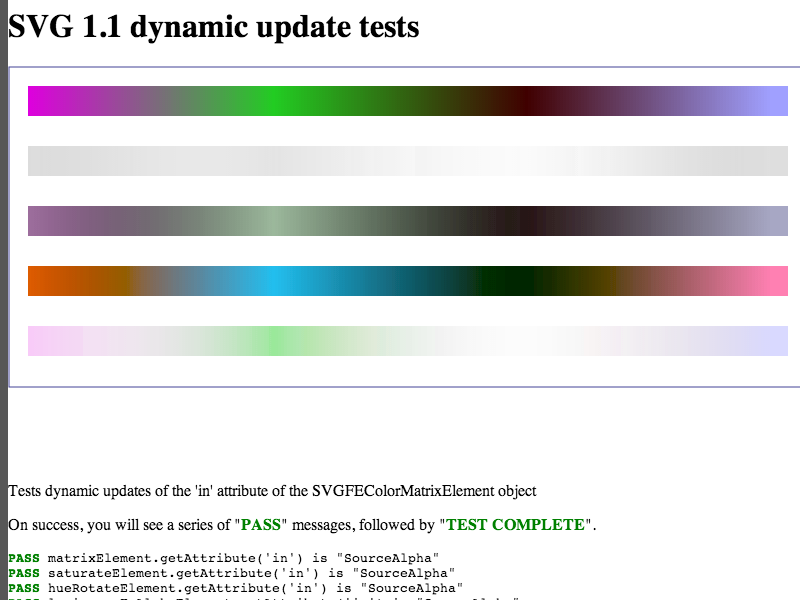 SVG 1.1 dynamic update tests
Tests dynamic updates of the 'in' attribute of the SVGFEColorMatrixElement object
On success, you will see a series of "PASS" messages, followed by "TEST COMPLETE".
PASS matrixElement.getAttribute('in') is "SourceAlpha"
PASS saturateElement.getAttribute('in') is "SourceAlpha"
PASS hueRotateElement.getAttribute('in') is "SourceAlpha"